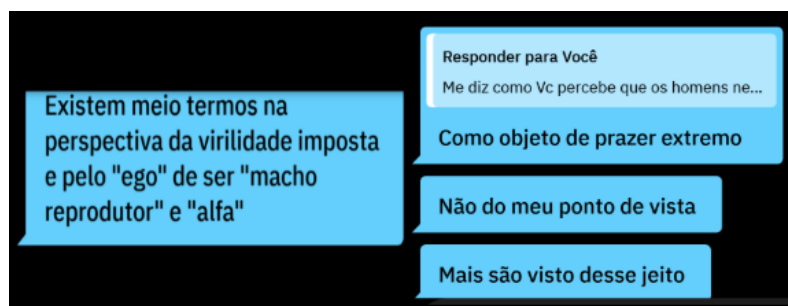 Existem meio termos na
perspectiva da virilidade imposta
e pelo "ego" de ser "macho
reprodutor" e "alfa"
Responder para Você
Me diz como Vc percebe que os homens ne...
Como objeto de prazer extremo
Não do meu ponto de vista
Mais são visto desse jeito